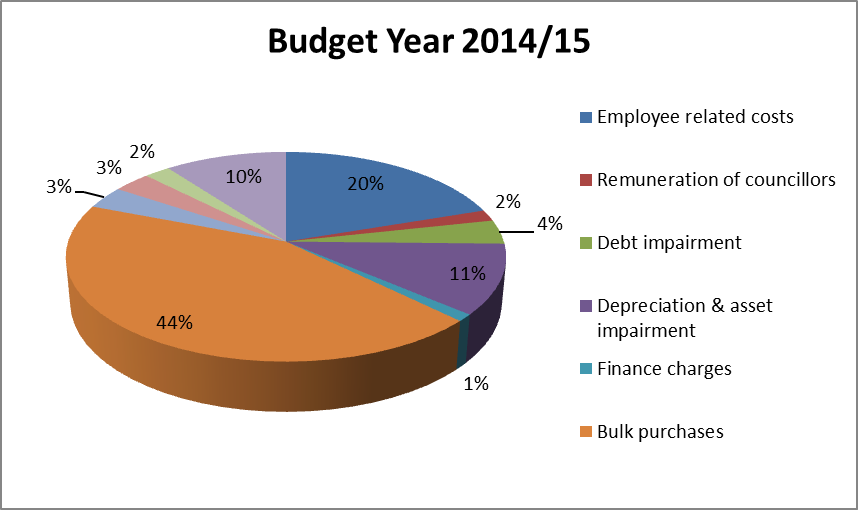 Budget Year 2014/15
Employee related costs
Remuneration of councillors
Debt impairment
Depreciation & asset
impairment
Finance charges
Bulk purchases
20%
2%
4%
11%
1%
44%
3%
3%
2%
10%